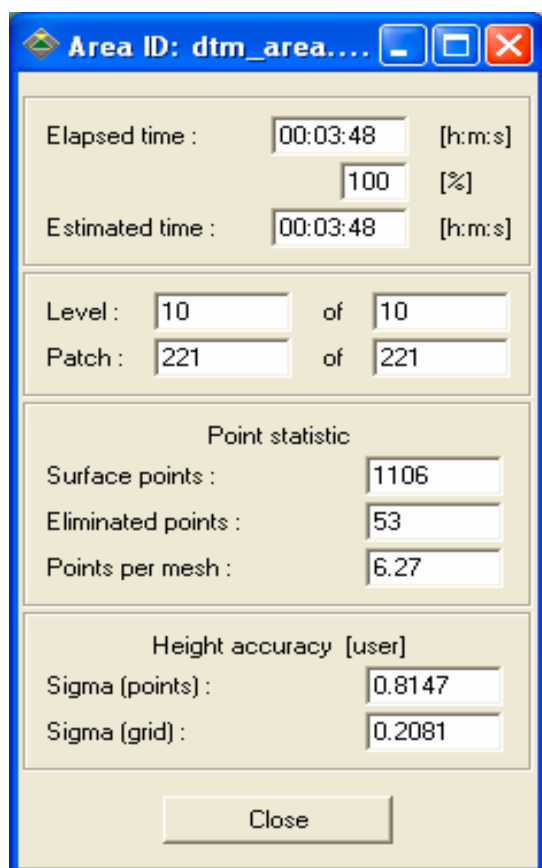 Area ID: dtm_area....
Elapsed time : 00:03:48 [h:m:s]
100 [%]
Estimated time : 00:03:48 [h:m:s]
Level : 10 of 10
Patch : 221 of 221
Point statistic
Surface points : 1106
Eliminated points : 53
Points per mesh : 6.27
Height accuracy [user]
Sigma (points) : 0.8147
Sigma (grid) : 0.2081
Close